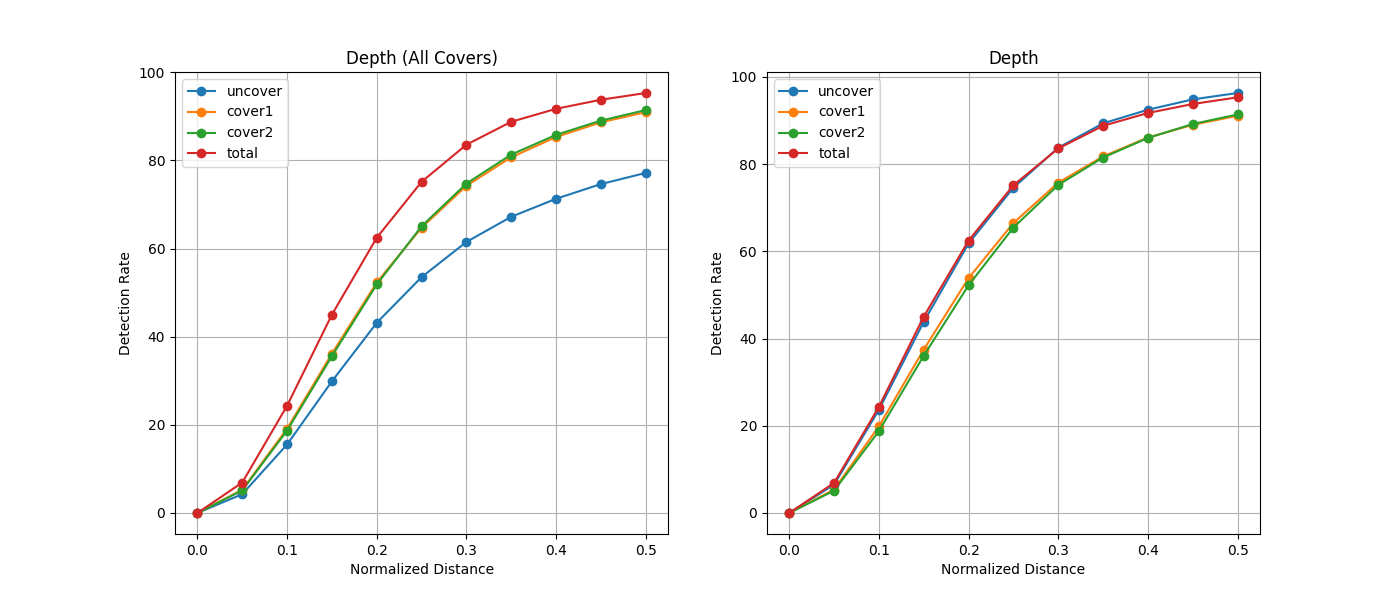 Depth (All Covers)
100
80
60
40
20
0
Detection Rate
uncover
cover1
cover2
total
0.0 0.1 0.2 0.3 0.4 0.5
Normalized Distance
Depth
100
80
60
40
20
0
Detection Rate
uncover
cover1
cover2
total
0.0 0.1 0.2 0.3 0.4 0.5
Normalized Distance